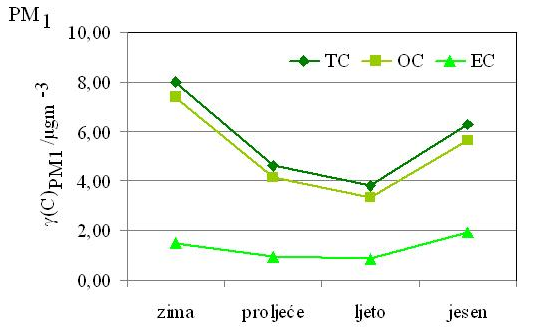 PM1
10,00
TC OC EC
8,00
6,00
4,00
2,00
0,00
γ(C)PM1 /µgm -3
zima proljeće ljeto jesen